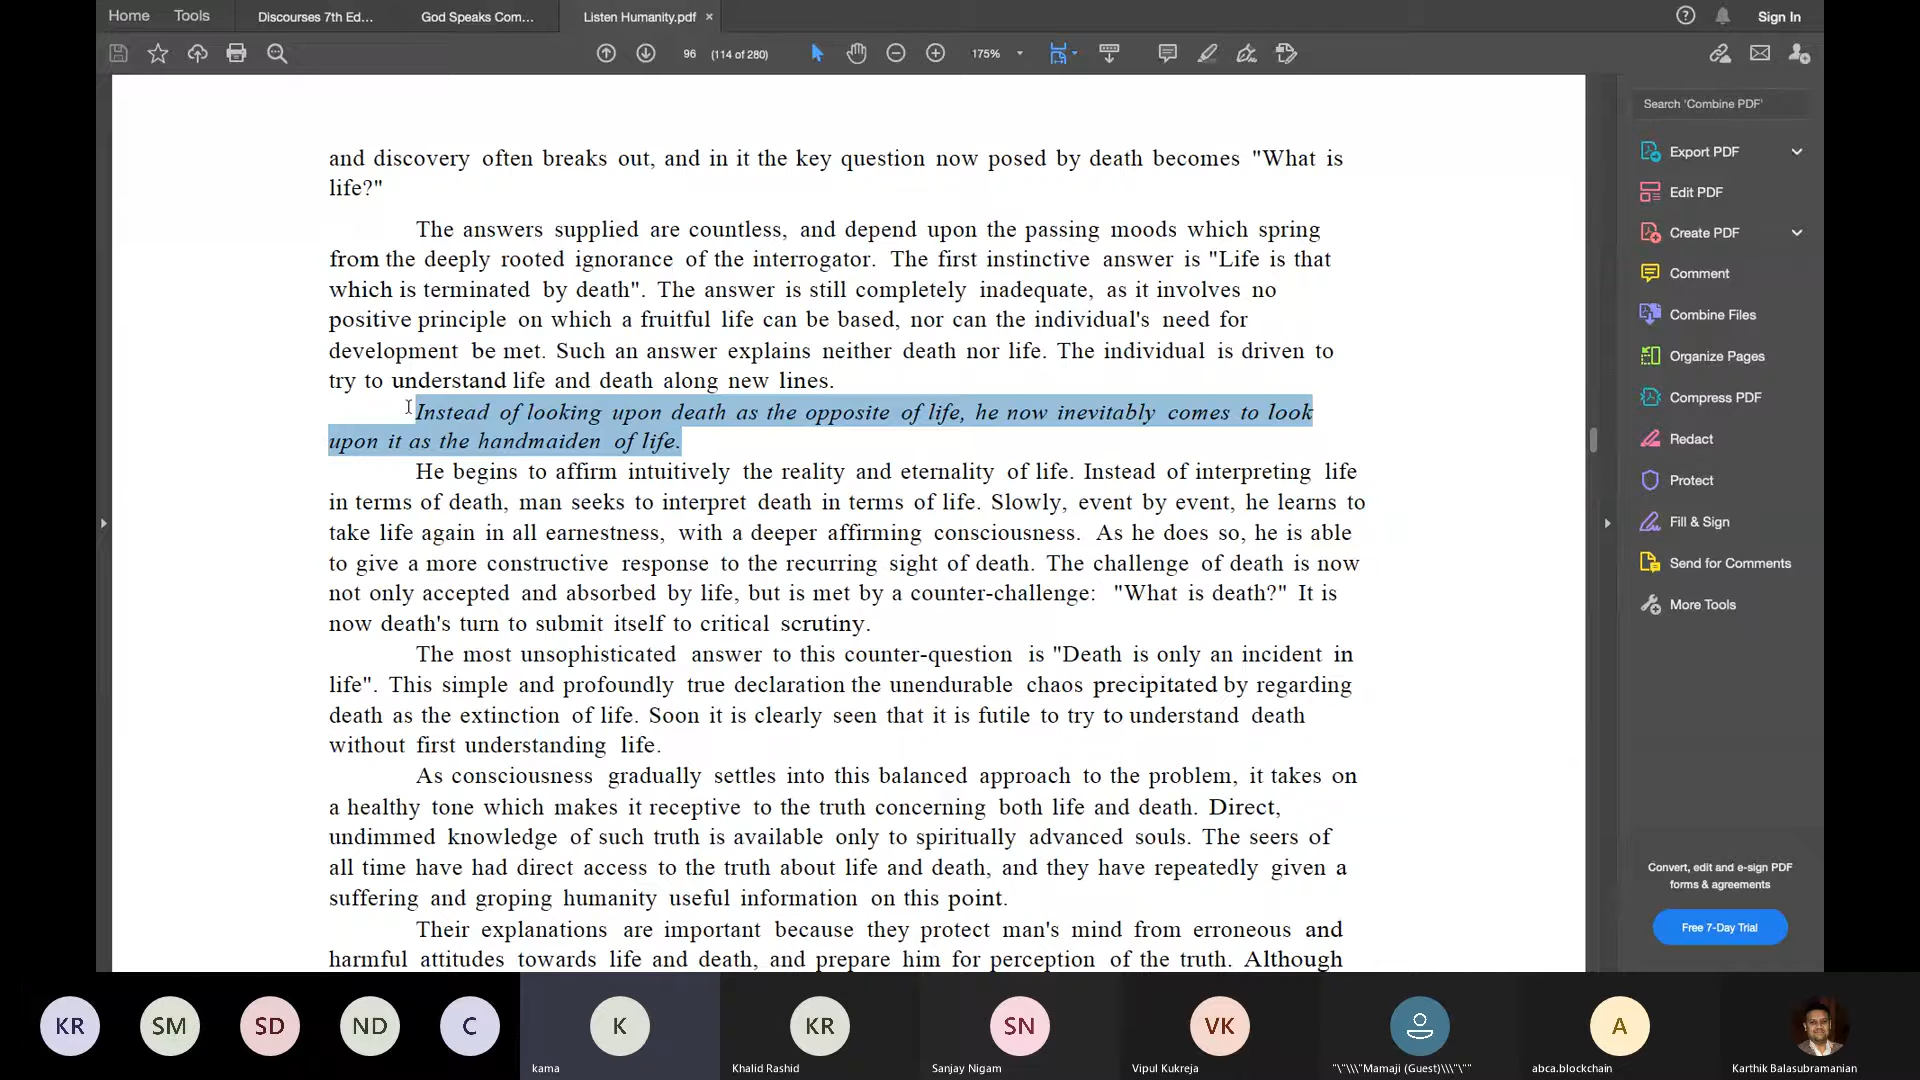 Home Tools Discourses 7th Ed... God Speaks Com... Listen Humanity.pdf × Sign In
96 (114 of 280) 175%
and discovery often breaks out, and in it the key question now posed by death becomes "What is
life?"
The answers supplied are countless, and depend upon the passing moods which spring
from the deeply rooted ignorance of the interrogator. The first instinctive answer is "Life is that
which is terminated by death". The answer is still completely inadequate, as it involves no
positive principle on which a fruitful life can be based, nor can the individual's need for
development be met. Such an answer explains neither death nor life. The individual is driven to
try to understand life and death along new lines.
Instead of looking upon death as the opposite of life, he now inevitably comes to look
upon it as the handmaiden of life.
He begins to affirm intuitively the reality and eternality of life. Instead of interpreting life
in terms of death, man seeks to interpret death in terms of life. Slowly, event by event, he learns to
take life again in all earnestness, with a deeper affirming consciousness. As he does so, he is able
to give a more constructive response to the recurring sight of death. The challenge of death is now
not only accepted and absorbed by life, but is met by a counter-challenge: "What is death?" It is
now death's turn to submit itself to critical scrutiny.
The most unsophisticated answer to this counter-question is "Death is only an incident in
life". This simple and profoundly true declaration the unendurable chaos precipitated by regarding
death as the extinction of life. Soon it is clearly seen that it is futile to try to understand death
without first understanding life.
As consciousness gradually settles into this balanced approach to the problem, it takes on
a healthy tone which makes it receptive to the truth concerning both life and death. Direct,
undimmed knowledge of such truth is available only to spiritually advanced souls. The seers of
all time have had direct access to the truth about life and death, and they have repeatedly given a
suffering and groping humanity useful information on this point.
Their explanations are important because they protect man's mind from erroneous and
harmful attitudes towards life and death, and prepare him for perception of the truth. Although
Search 'Combine PDF'
Export PDF
Edit PDF
Create PDF
Comment
Combine Files
Organize Pages
Compress PDF
Redact
Protect
Fill & Sign
Send for Comments
More Tools
Convert, edit and e-sign PDF
forms & agreements
Free 7-Day Trial
KR SM SD ND C K KR SN VK A
kama Khalid Rashid Sanjay Nigam Vipul Kukreja "\"\\\"Mamaji (Guest)\\\"\"" abca.blockchain Karthik Balasubramanian